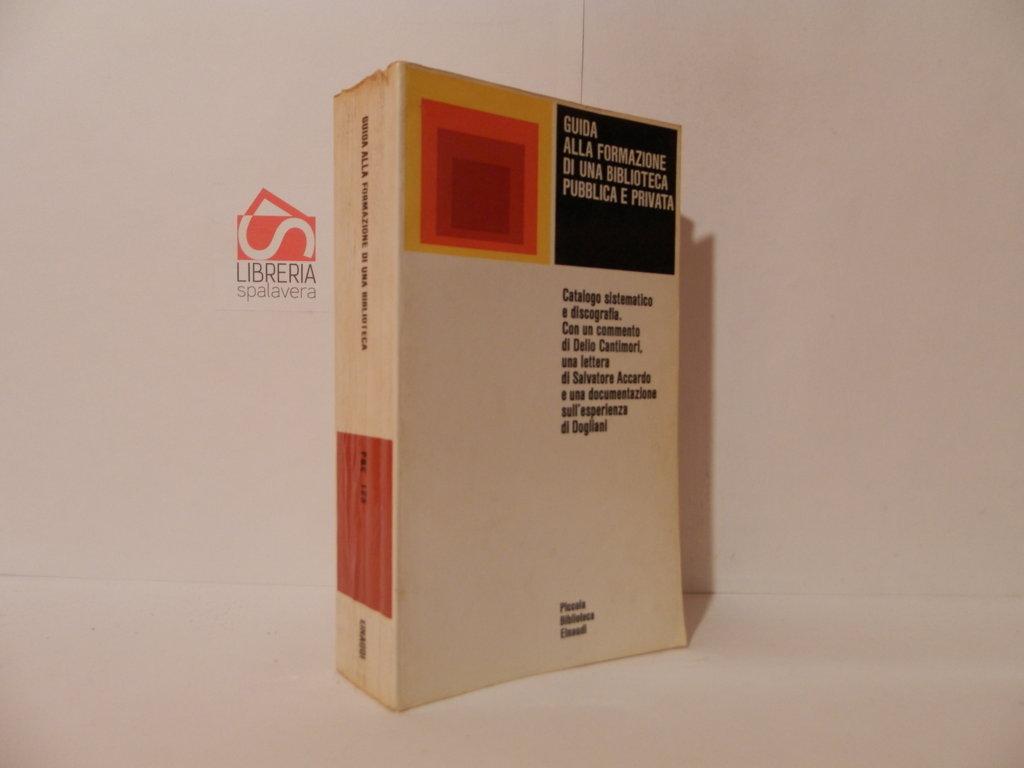 GUIDA
ALLA FORMAZIONE
DI UNA BIBLIOTECA
PUBBLICA E PRIVATA
Catalogo sistematico
e discografia.
Con un commento
di Delio Cantimori,
una lettera
di Salvatore Accardo
e una documentazione
sull'esperienza
di Dogliani
Piccola
Biblioteca
Einaudi
GUIDA ALLA FORMAZIONE DI UNA BIBLIOTECA
PBE
EINAUDI
LIBRERIA
spalavera